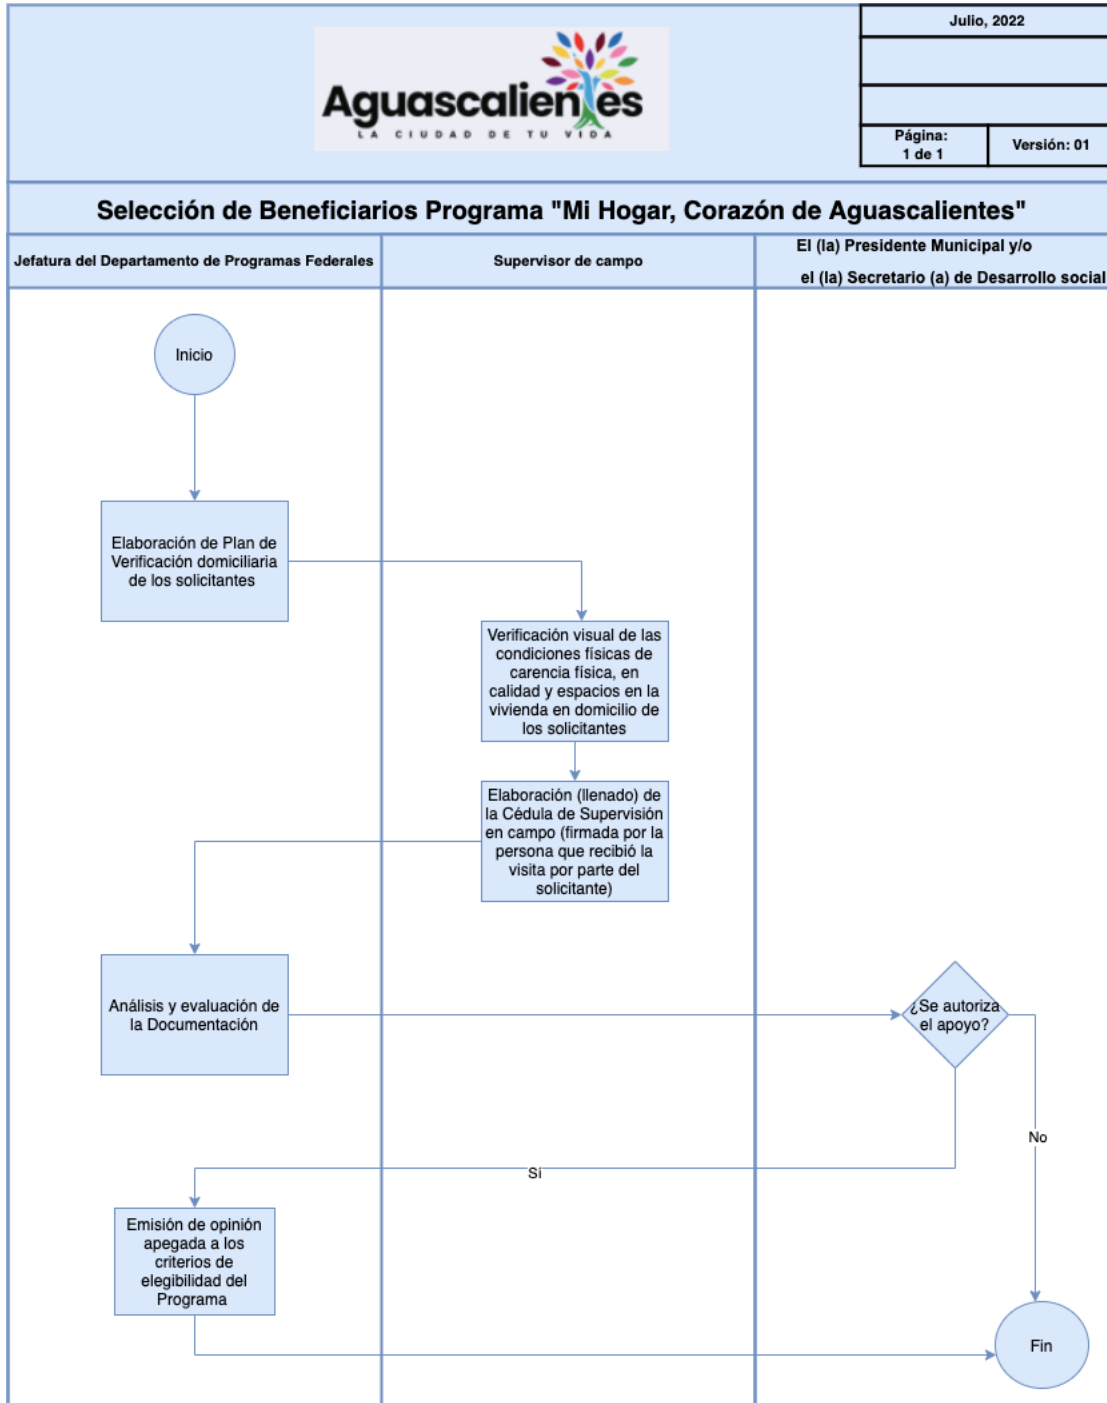 Julio, 2022
Aguascalientes
LA CIUDAD DE TU VIDA
Página:
1 de 1
Versión: 01
Selección de Beneficiarios Programa "Mi Hogar, Corazón de Aguascalientes"
Jefatura del Departamento de Programas Federales
Supervisor de campo
El (la) Presidente Municipal y/o
el (la) Secretario (a) de Desarrollo social
Inicio
Elaboración de Plan de
Verificación domiciliaria
de los solicitantes
Verificación visual de las
condiciones físicas de
carencia física, en
calidad y espacios en la
vivienda en domicilio de
los solicitantes
Elaboración (llenado) de
la Cédula de Supervisión
en campo (firmada por la
persona que recibió la
visita por parte del
solicitante)
Análisis y evaluación de
la Documentación
¿Se autoriza
el apoyo?
No
Sí
Emisión de opinión
apegada a los
criterios de
elegibilidad del
Programa
Fin